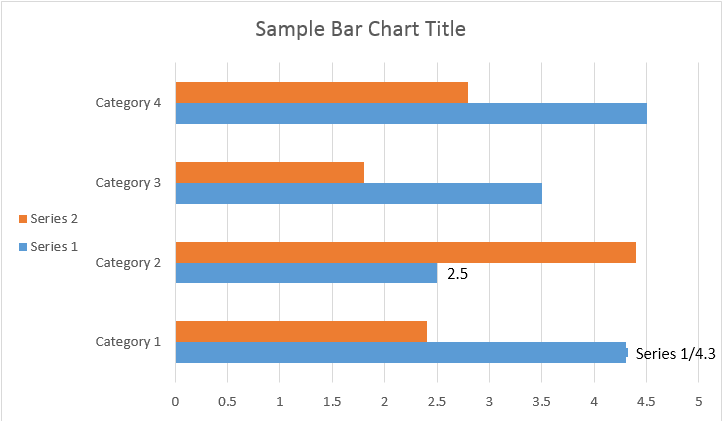 Sample Bar Chart Title
Category 4
Category 3
Series 2
Series 1
Category 2
2.5
Category 1
Series 1/4.3
0 0.5 1 1.5 2 2.5 3 3.5 4 4.5 5